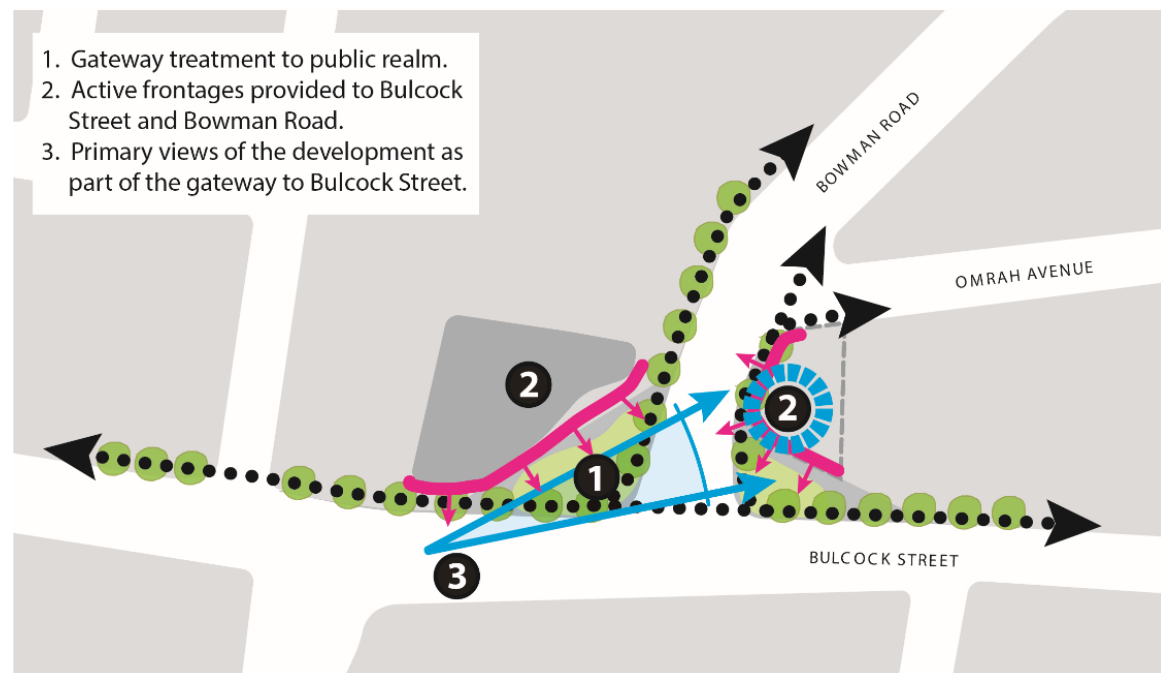 1. Gateway treatment to public realm.
2. Active frontages provided to Bulcock
Street and Bowman Road.
3. Primary views of the development as
part of the gateway to Bulcock Street.
BOWMAN ROAD
OMRAH AVENUE
2
2
1
BULCOCK STREET
3